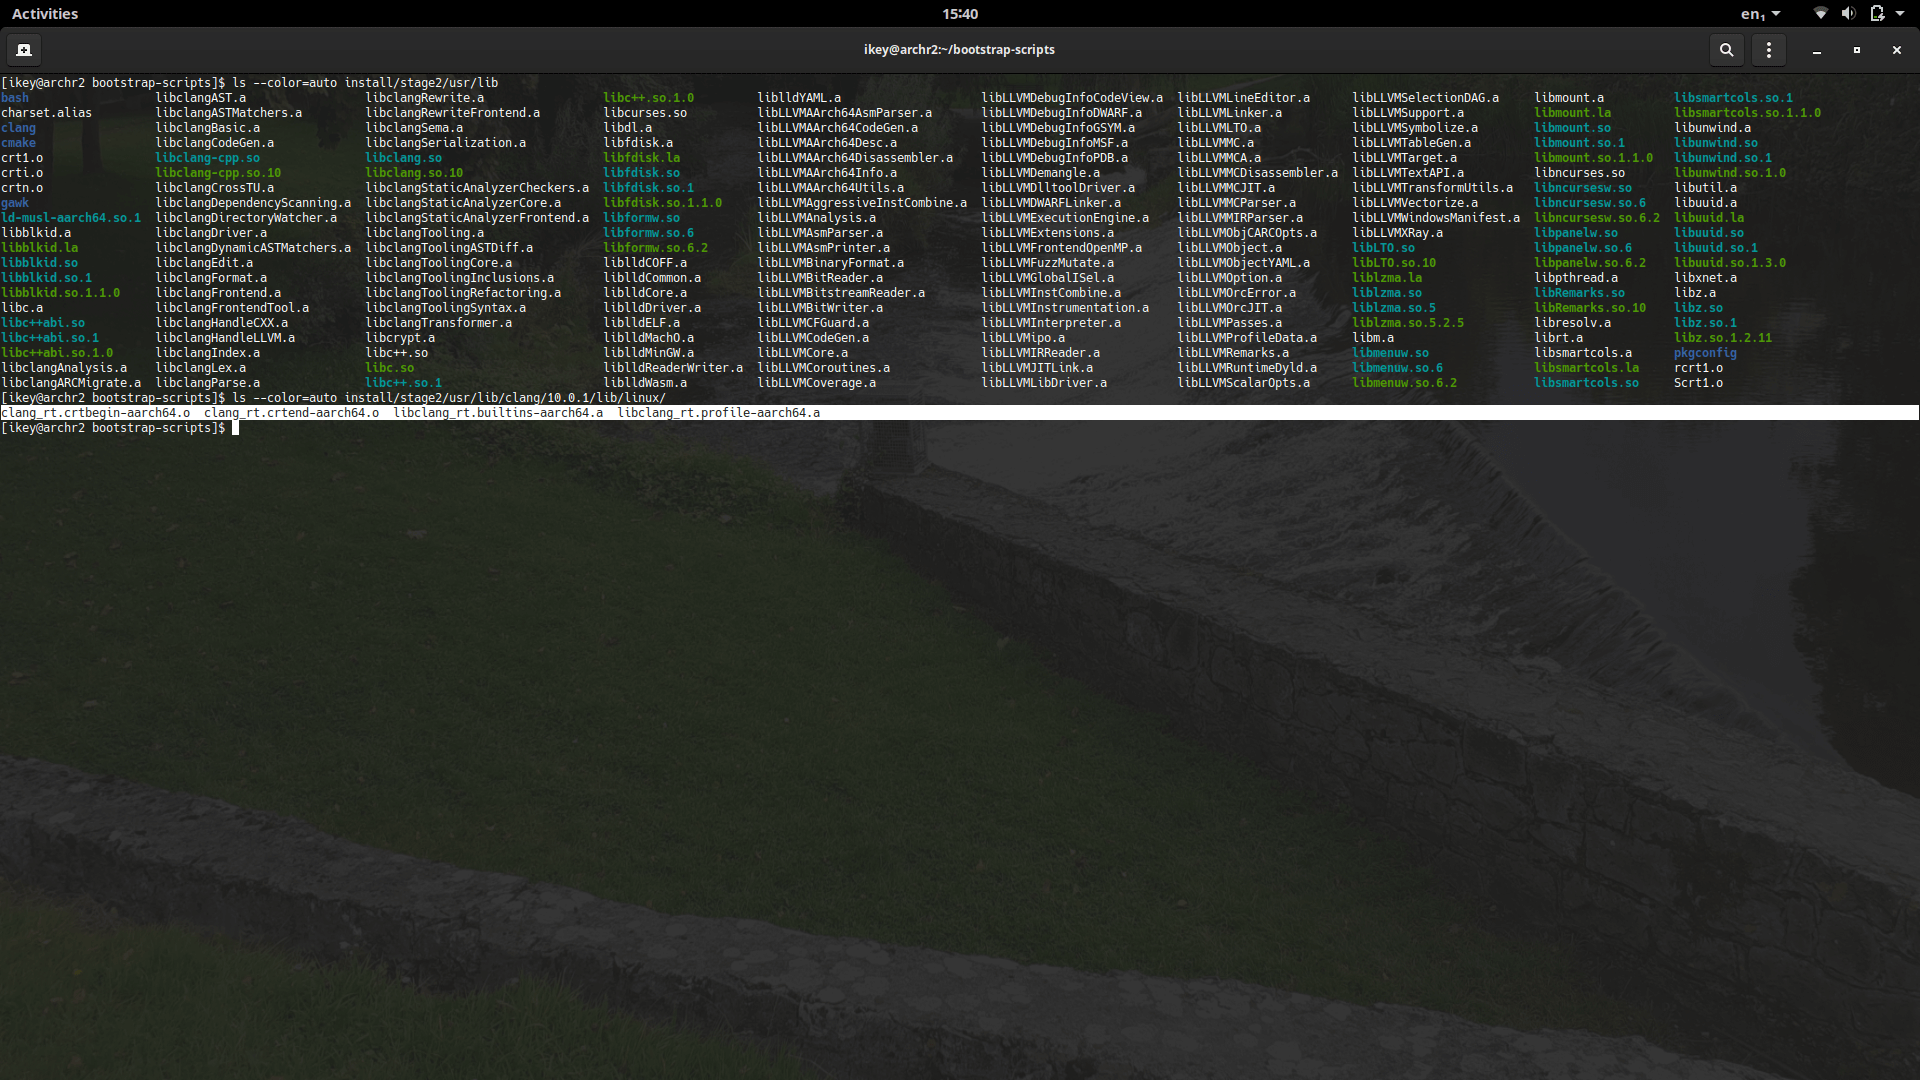 Activities 15:40 en₁
ikey@archr2:~/bootstrap-scripts
[ikey@archr2 bootstrap-scripts]$ ls --color=auto install/stage2/usr/lib
bash libclangAST.a libclangRewrite.a libc++.so.1.0 liblldYAML.a libLLVMDebugInfoCodeView.a libLLVMLineEditor.a libLLVMSelectionDAG.a libmount.a libsmartcols.so.1
charset.alias libclangASTMatchers.a libclangRewriteFrontend.a libcurses.so libLLVMAArch64AsmParser.a libLLVMDebugInfoDWARF.a libLLVMLinker.a libLLVMSupport.a libmount.la libsmartcols.so.1.1.0
clang libclangBasic.a libclangSema.a libdl.a libLLVMAArch64CodeGen.a libLLVMDebugInfoGSYM.a libLLVMLTO.a libLLVMSymbolize.a libmount.so libunwind.a
cmake libclangCodeGen.a libclangSerialization.a libfdisk.a libLLVMAArch64Desc.a libLLVMDebugInfoMSF.a libLLVMMC.a libLLVMTableGen.a libmount.so.1 libunwind.so
crt1.o libclang-cpp.so libclang.so libfdisk.la libLLVMAArch64Disassembler.a libLLVMDebugInfoPDB.a libLLVMMCA.a libLLVMTarget.a libmount.so.1.1.0 libunwind.so.1
crti.o libclang-cpp.so.10 libclang.so.10 libfdisk.so libLLVMAArch64Info.a libLLVMDemangle.a libLLVMMCDisassembler.a libLLVMTextAPI.a libncurses.so libunwind.so.1.0
crtn.o libclangCrossTU.a libclangStaticAnalyzerCheckers.a libfdisk.so.1 libLLVMAArch64Utils.a libLLVMDlltoolDriver.a libLLVMMCJIT.a libLLVMTransformUtils.a libncursesw.so libutil.a
gawk libclangDependencyScanning.a libclangStaticAnalyzerCore.a libfdisk.so.1.1.0 libLLVMAggressiveInstCombine.a libLLVMDWARFLinker.a libLLVMMCParser.a libLLVMVectorize.a libncursesw.so.6 libuuid.a
ld-musl-aarch64.so.1 libclangDirectoryWatcher.a libclangStaticAnalyzerFrontend.a libformw.so libLLVMAnalysis.a libLLVMExecutionEngine.a libLLVMMIRParser.a libLLVMWindowsManifest.a libncursesw.so.6.2 libuuid.la
libblkid.a libclangDriver.a libclangTooling.a libformw.so.6 libLLVMAsmParser.a libLLVMExtensions.a libLLVMObjCARCOpts.a libLLVMXRay.a libpanelw.so libuuid.so
libblkid.la libclangDynamicASTMatchers.a libclangToolingASTDiff.a libformw.so.6.2 libLLVMAsmPrinter.a libLLVMFrontendOpenMP.a libLLVMObject.a libLTO.so libpanelw.so.6 libuuid.so.1
libblkid.so libclangEdit.a libclangToolingCore.a liblldCOFF.a libLLVMBinaryFormat.a libLLVMFuzzMutate.a libLLVMObjectYAML.a libLTO.so.10 libpanelw.so.6.2 libuuid.so.1.3.0
libblkid.so.1 libclangFormat.a libclangToolingInclusions.a liblldCommon.a libLLVMBitReader.a libLLVMGlobalISel.a libLLVMOption.a liblzma.la libpthread.a libxnet.a
libblkid.so.1.1.0 libclangFrontend.a libclangToolingRefactoring.a liblldCore.a libLLVMBitstreamReader.a libLLVMInstCombine.a libLLVMOrcError.a liblzma.so libRemarks.so libz.a
libc.a libclangFrontendTool.a libclangToolingSyntax.a liblldDriver.a libLLVMBitWriter.a libLLVMInstrumentation.a libLLVMOrcJIT.a liblzma.so.5 libRemarks.so.10 libz.so
libc++abi.so libclangHandleCXX.a libclangTransformer.a liblldELF.a libLLVMCFGuard.a libLLVMInterpreter.a libLLVMPasses.a liblzma.so.5.2.5 libresolv.a libz.so.1
libc++abi.so.1 libclangHandleLLVM.a libcrypt.a liblldMachO.a libLLVMCodeGen.a libLLVMipo.a libLLVMProfileData.a libm.a librt.a libz.so.1.2.11
libc++abi.so.1.0 libclangIndex.a libc++.so liblldMinGW.a libLLVMCore.a libLLVMIRReader.a libLLVMRemarks.a libmenuw.so libsmartcols.a pkgconfig
libclangAnalysis.a libclangLex.a libc.so liblldReaderWriter.a libLLVMCoroutines.a libLLVMJITLink.a libLLVMRuntimeDyld.a libmenuw.so.6 libsmartcols.la rcrt1.o
libclangARCMigrate.a libclangParse.a libc++.so.1 liblldWasm.a libLLVMCoverage.a libLLVMLibDriver.a libLLVMScalarOpts.a libmenuw.so.6.2 libsmartcols.so Scrt1.o
[ikey@archr2 bootstrap-scripts]$ ls --color=auto install/stage2/usr/lib/clang/10.0.1/lib/linux/
clang_rt.crtbegin-aarch64.o clang_rt.crtend-aarch64.o libclang_rt.builtins-aarch64.a libclang_rt.profile-aarch64.a
[ikey@archr2 bootstrap-scripts]$